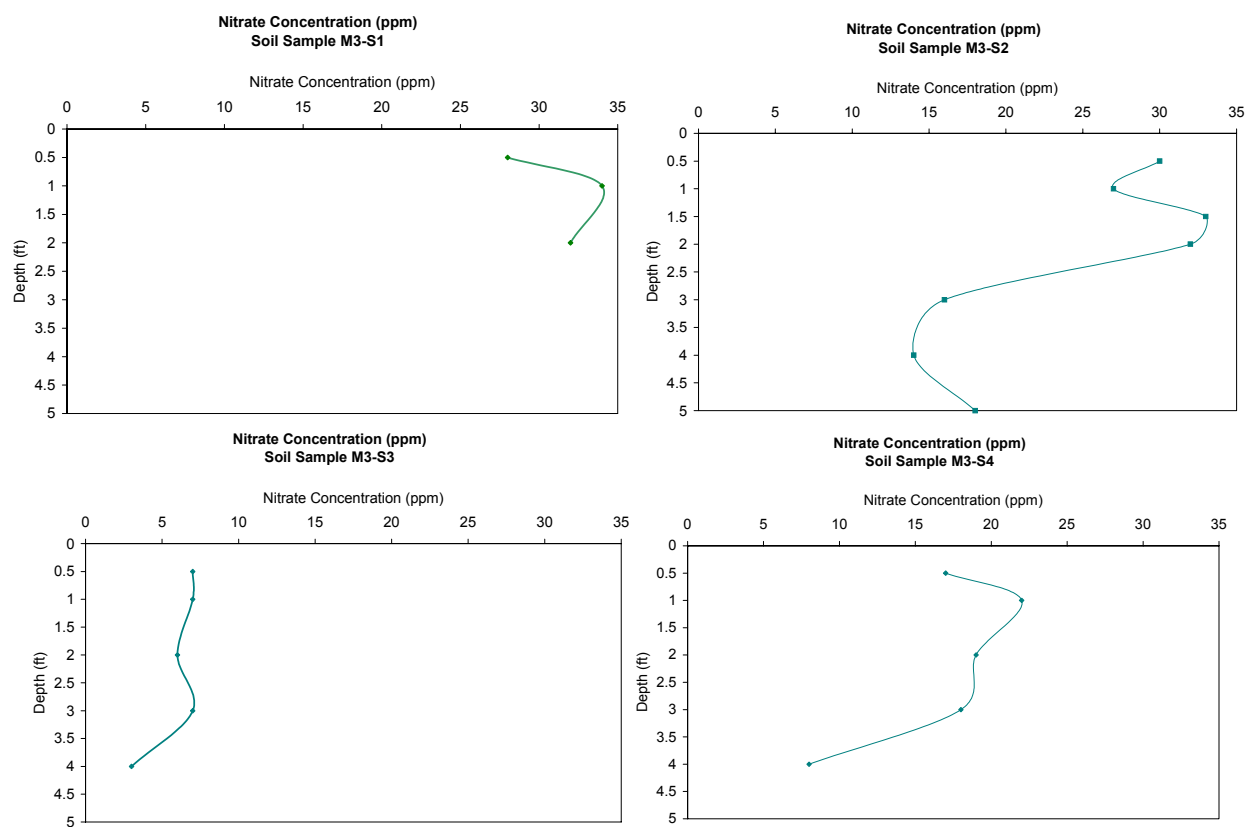 Nitrate Concentration (ppm)
Soil Sample M3-S1
Nitrate Concentration (ppm)
0 5 10 15 20 25 30 35
0
0.5
1
1.5
2
2.5
3
3.5
4
4.5
5
Depth (ft)
Nitrate Concentration (ppm)
Soil Sample M3-S2
Nitrate Concentration (ppm)
0 5 10 15 20 25 30 35
0
0.5
1
1.5
2
2.5
3
3.5
4
4.5
5
Depth (ft)
Nitrate Concentration (ppm)
Soil Sample M3-S3
Nitrate Concentration (ppm)
0 5 10 15 20 25 30 35
0
0.5
1
1.5
2
2.5
3
3.5
4
4.5
5
Depth (ft)
Nitrate Concentration (ppm)
Soil Sample M3-S4
Nitrate Concentration (ppm)
0 5 10 15 20 25 30 35
0
0.5
1
1.5
2
2.5
3
3.5
4
4.5
5
Depth (ft)